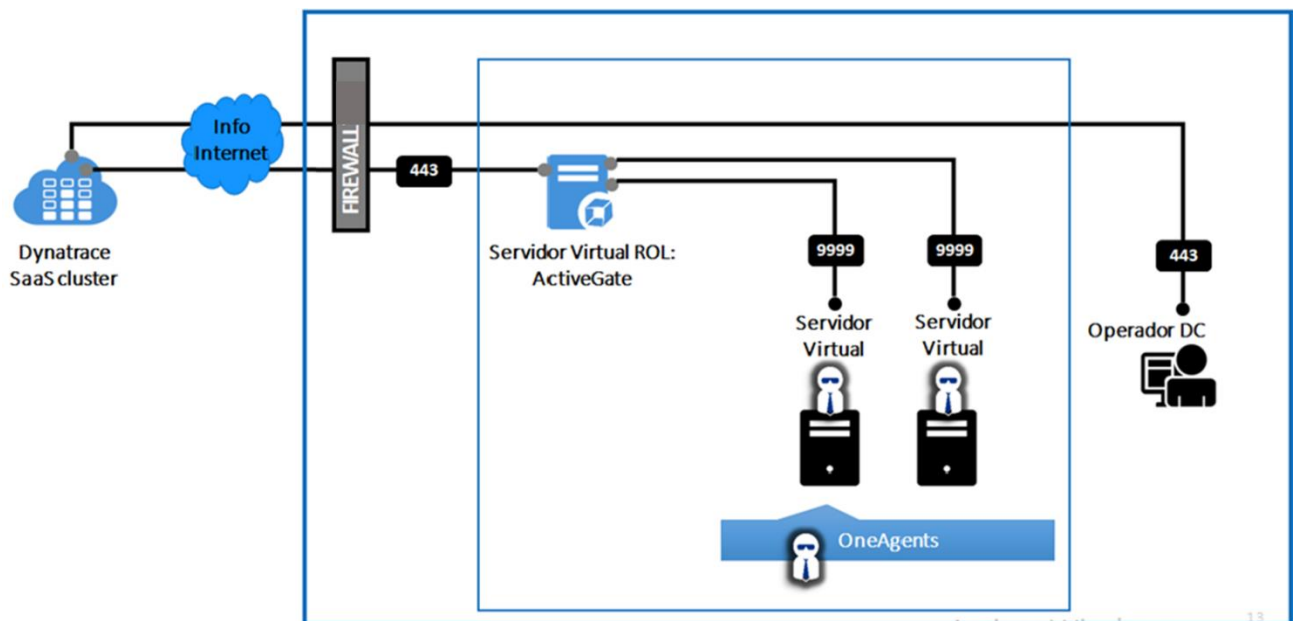 Info
Internet
FIREWALL
443
Dynatrace
SaaS cluster
Servidor Virtual ROL:
ActiveGate
9999
9999
443
Servidor
Virtual
Servidor
Virtual
Operador DC
OneAgents
13